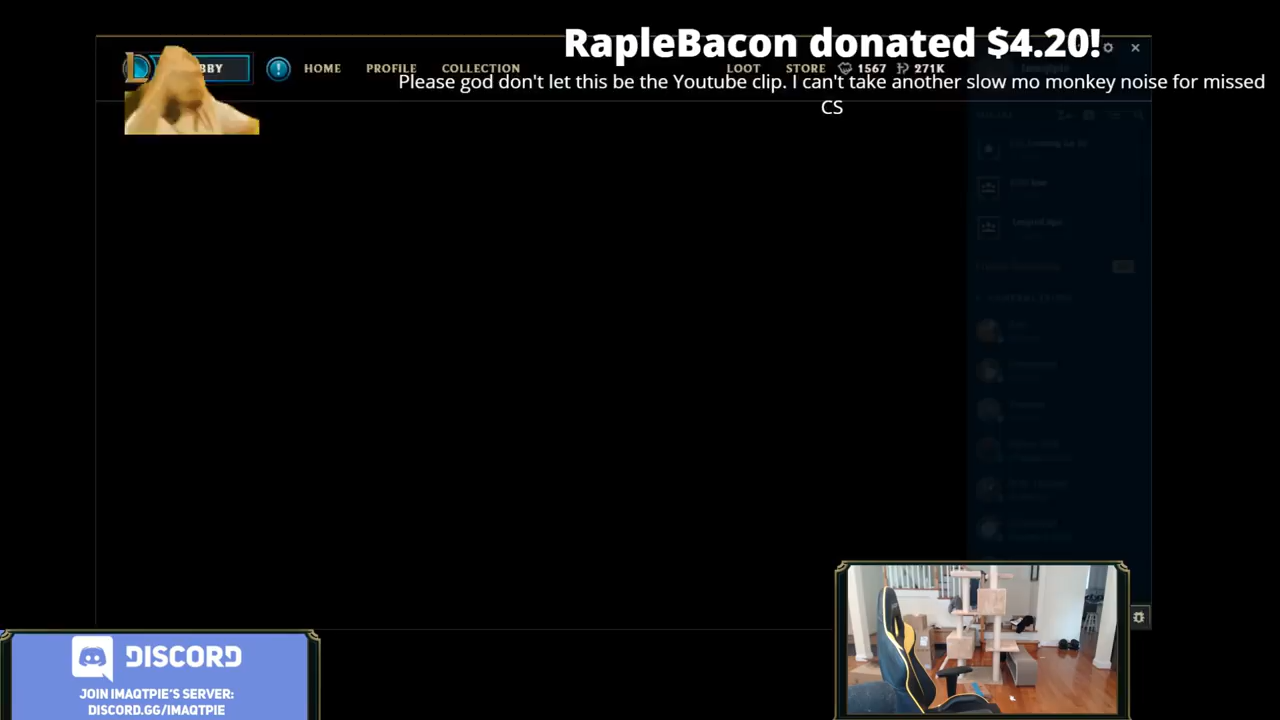 RapleBacon donated $4.20!
BBY
HOME PROFILE COLLECTION LOOT STORE 1567 271K
Please god don't let this be the Youtube clip. I can't take another slow mo monkey noise for missed
CS
DISCORD
JOIN IMAQTPIE'S SERVER:
DISCORD.GG/IMAQTPIE